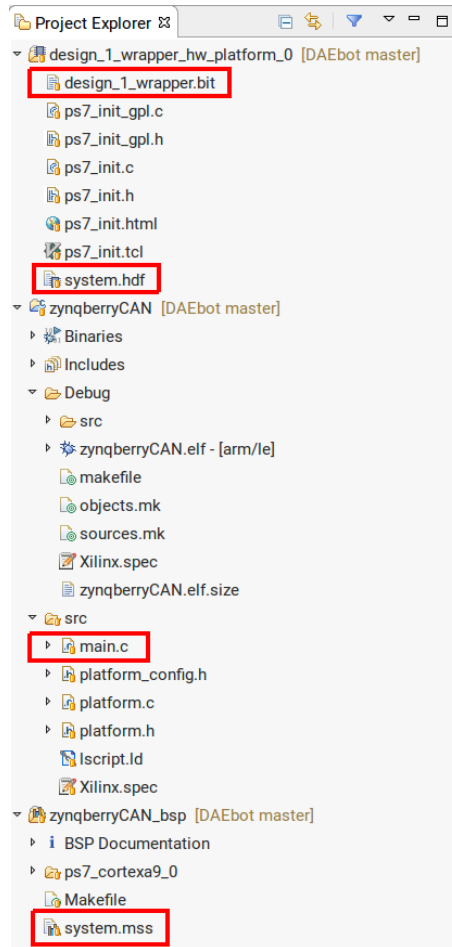 Project Explorer
design_1_wrapper_hw_platform_0 [DAEbot master]
design_1_wrapper.bit
ps7_init_gpl.c
ps7_init_gpl.h
ps7_init.c
ps7_init.h
ps7_init.html
ps7_init.tcl
system.hdf
zynqberryCAN [DAEbot master]
Binaries
Includes
Debug
src
zynqberryCAN.elf - [arm/le]
makefile
objects.mk
sources.mk
Xilinx.spec
zynqberryCAN.elf.size
src
main.c
platform_config.h
platform.c
platform.h
lscript.ld
Xilinx.spec
zynqberryCAN_bsp [DAEbot master]
BSP Documentation
ps7_cortexa9_0
Makefile
system.mss